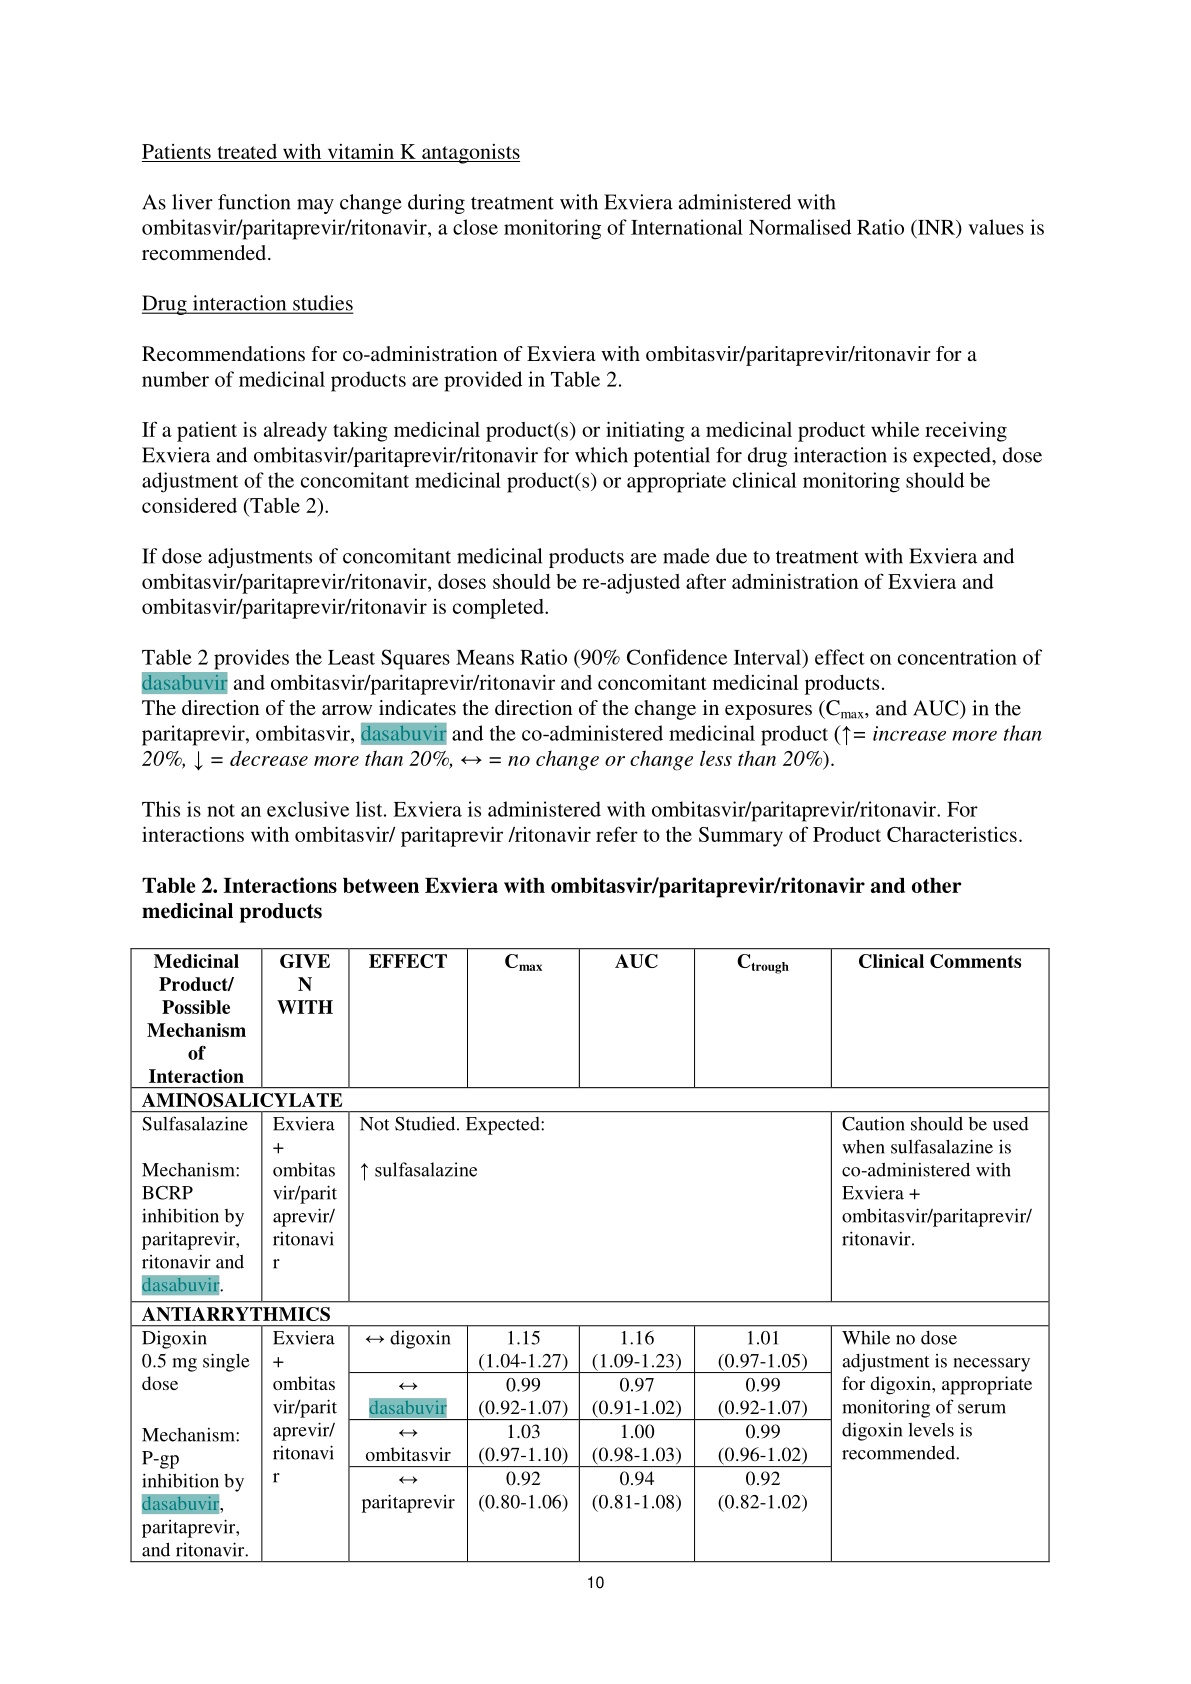 Patients treated with vitamin K antagonists
As liver function may change during treatment with Exviera administered with
ombitasvir/paritaprevir/ritonavir, a close monitoring of International Normalised Ratio (INR) values is
recommended.
Drug interaction studies
Recommendations for co-administration of Exviera with ombitasvir/paritaprevir/ritonavir for a
number of medicinal products are provided in Table 2.
If a patient is already taking medicinal product(s) or initiating a medicinal product while receiving
Exviera and ombitasvir/paritaprevir/ritonavir for which potential for drug interaction is expected, dose
adjustment of the concomitant medicinal product(s) or appropriate clinical monitoring should be
considered (Table 2).
If dose adjustments of concomitant medicinal products are made due to treatment with Exviera and
ombitasvir/paritaprevir/ritonavir, doses should be re-adjusted after administration of Exviera and
ombitasvir/paritaprevir/ritonavir is completed.
Table 2 provides the Least Squares Means Ratio (90% Confidence Interval) effect on concentration of
dasabuvir and ombitasvir/paritaprevir/ritonavir and concomitant medicinal products.
The direction of the arrow indicates the direction of the change in exposures (Cmax, and AUC) in the
paritaprevir, ombitasvir, dasabuvir and the co-administered medicinal product (↑= increase more than
20%, ↓ = decrease more than 20%, ↔ = no change or change less than 20%).
This is not an exclusive list. Exviera is administered with ombitasvir/paritaprevir/ritonavir. For
interactions with ombitasvir/ paritaprevir /ritonavir refer to the Summary of Product Characteristics.
Table 2. Interactions between Exviera with ombitasvir/paritaprevir/ritonavir and other
medicinal products
Medicinal
Product/
Possible
Mechanism
of
Interaction
GIVE
N
WITH
EFFECT
Cmax
AUC
Ctrough
Clinical Comments
AMINOSALICYLATE
Sulfasalazine
Mechanism:
BCRP
inhibition by
paritaprevir,
ritonavir and
dasabuvir.
Exviera
+
ombitas
vir/parit
aprevir/
ritonavi
r
Not Studied. Expected:
↑ sulfasalazine
Caution should be used
when sulfasalazine is
co-administered with
Exviera +
ombitasvir/paritaprevir/
ritonavir.
ANTIARRYTHMICS
Digoxin
0.5 mg single
dose
Mechanism:
P-gp
inhibition by
dasabuvir,
paritaprevir,
and ritonavir.
Exviera
+
ombitas
vir/parit
aprevir/
ritonavi
r
↔ digoxin
1.15
(1.04-1.27)
1.16
(1.09-1.23)
1.01
(0.97-1.05)
↔
dasabuvir
0.99
(0.92-1.07)
0.97
(0.91-1.02)
0.99
(0.92-1.07)
↔
ombitasvir
1.03
(0.97-1.10)
1.00
(0.98-1.03)
0.99
(0.96-1.02)
↔
paritaprevir
0.92
(0.80-1.06)
0.94
(0.81-1.08)
0.92
(0.82-1.02)
While no dose
adjustment is necessary
for digoxin, appropriate
monitoring of serum
digoxin levels is
recommended.
10